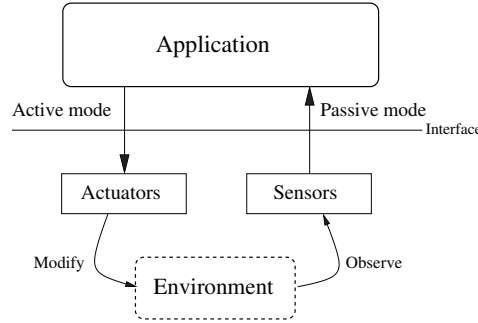 Application
Active mode
Passive mode
Interface
Actuators
Sensors
Modify
Observe
Environment